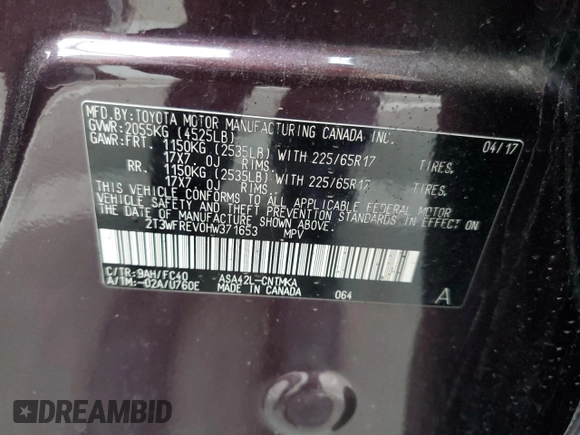 MFD.BY:TOYOTA MOTOR MANUFACTURING CANADA INC.
GVWR:2055KG (4525LB) 04/17
GAWR:FRT. 1150KG (2535LB) WITH 225/65R17 TIRES,
17X7.0J RIMS.
RR. 1150KG (2535LB) WITH 225/65R17 TIRES,
17X7.0J RIMS.
THIS VEHICLE CONFORMS TO ALL APPLICABLE FEDERAL MOTOR
VEHICLE SAFETY AND THEFT PREVENTION STANDARDS IN EFFECT ON
THE DATE OF MANUFACTURE SHOWN ABOVE.
2T3WFREV0HW371653 MPV
C/TR:9AH/FC40 ASA42L-CNTMKA
A/TM:-02A/U760E MADE IN CANADA 064 A
DREAMBID